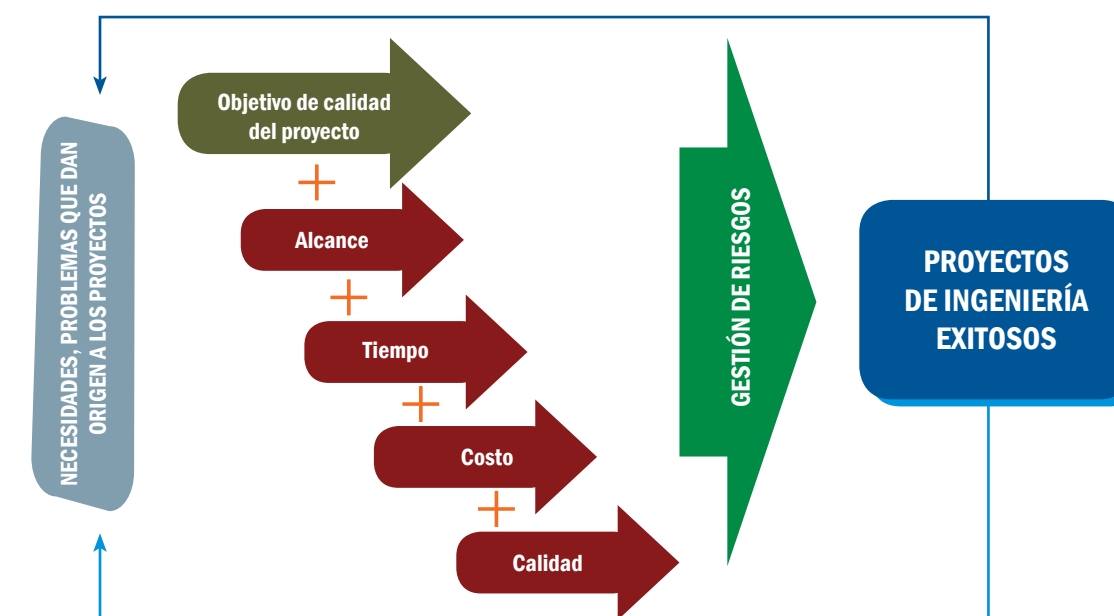 NECESIDADES, PROBLEMAS QUE DAN
ORIGEN A LOS PROYECTOS
Objetivo de calidad
del proyecto
+
Alcance
+
Tiempo
+
Costo
+
Calidad
GESTIÓN DE RIESGOS
PROYECTOS
DE INGENIERÍA
EXITOSOS